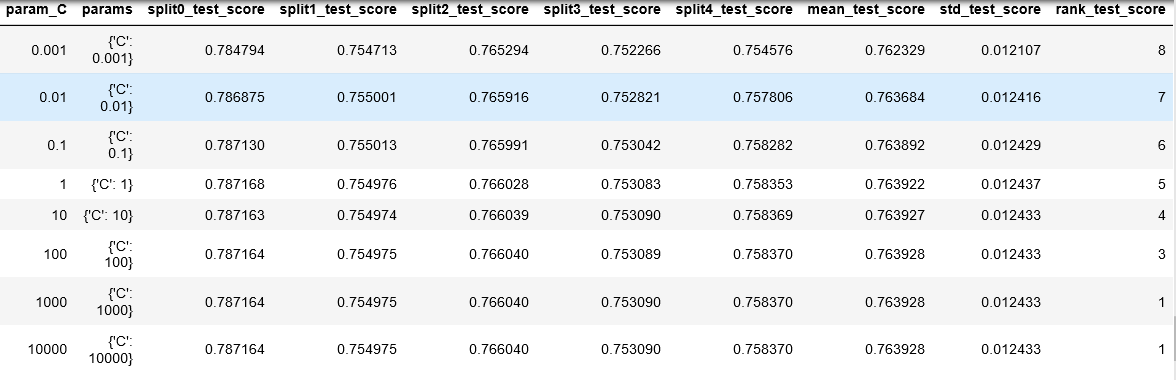 param_C params split0_test_score split1_test_score split2_test_score split3_test_score split4_test_score mean_test_score std_test_score rank_test_score
0.001 {'C': 0.784794 0.754713 0.765294 0.752266 0.754576 0.762329 0.012107 8
0.001}
0.01 {'C': 0.786875 0.755001 0.765916 0.752821 0.757806 0.763684 0.012416 7
0.01}
0.1 {'C': 0.787130 0.755013 0.765991 0.753042 0.758282 0.763892 0.012429 6
0.1}
1 {'C': 1} 0.787168 0.754976 0.766028 0.753083 0.758353 0.763922 0.012437 5
10 {'C': 10} 0.787163 0.754974 0.766039 0.753090 0.758369 0.763927 0.012433 4
100 {'C': 0.787164 0.754975 0.766040 0.753089 0.758370 0.763928 0.012433 3
100}
1000 {'C': 0.787164 0.754975 0.766040 0.753090 0.758370 0.763928 0.012433 1
1000}
10000 {'C': 0.787164 0.754975 0.766040 0.753090 0.758370 0.763928 0.012433 1
10000}